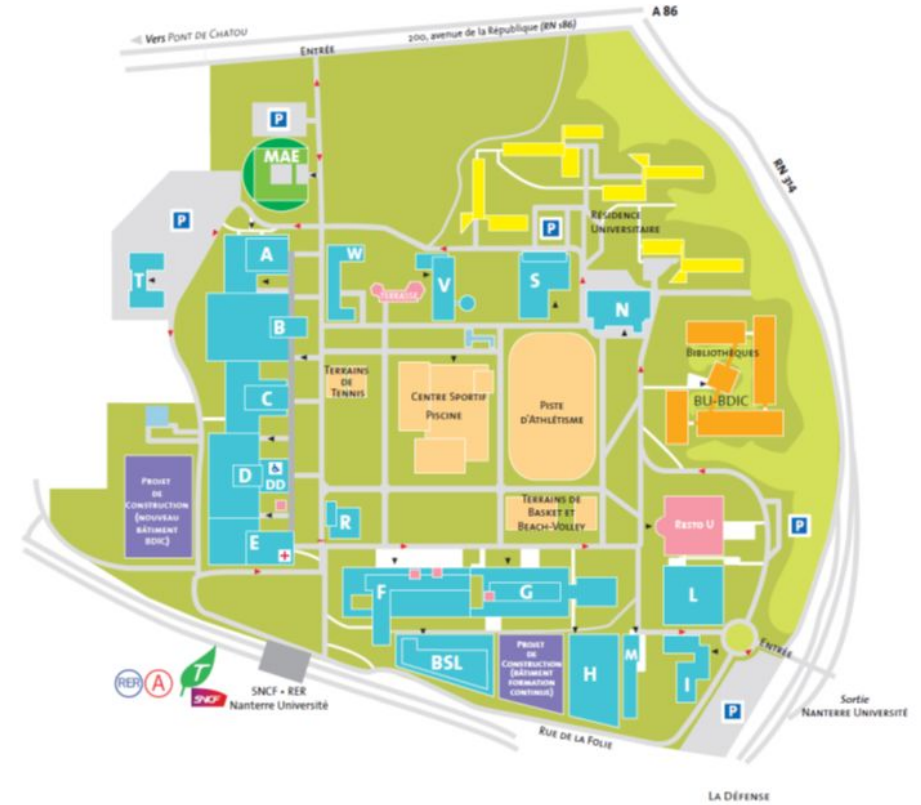 A 86
Vers PONT DE CHATOU
200, avenue de la République (RN 186)
ENTRÉE
P
MAE
RN 314
P
P
RÉSIDENCE
UNIVERSITAIRE
A
W
T
V
S
TERRASSE
N
B
BIBLIOTHÈQUES
BU-BDIC
TERRAINS
DE
TENNIS
CENTRE SPORTIF
PISCINE
PISTE
D'ATHLÉTISME
C
D
DD
PROJET
DE
CONSTRUCTION
(NOUVEAU
BÂTIMENT
BDIC)
TERRAINS DE
BASKET ET
BEACH-VOLLEY
R
RESTO U
P
E
F
G
L
BSL
PROJET
DE
CONSTRUCTION
(BÂTIMENT
FORMATION
CONTINUE)
H
M
I
ENTRÉE
RER A
T
SNCF
SNCF • RER
Nanterre Université
P
Sortie
NANTERRE UNIVERSITÉ
RUE DE LA FOLIE
LA DÉFENSE